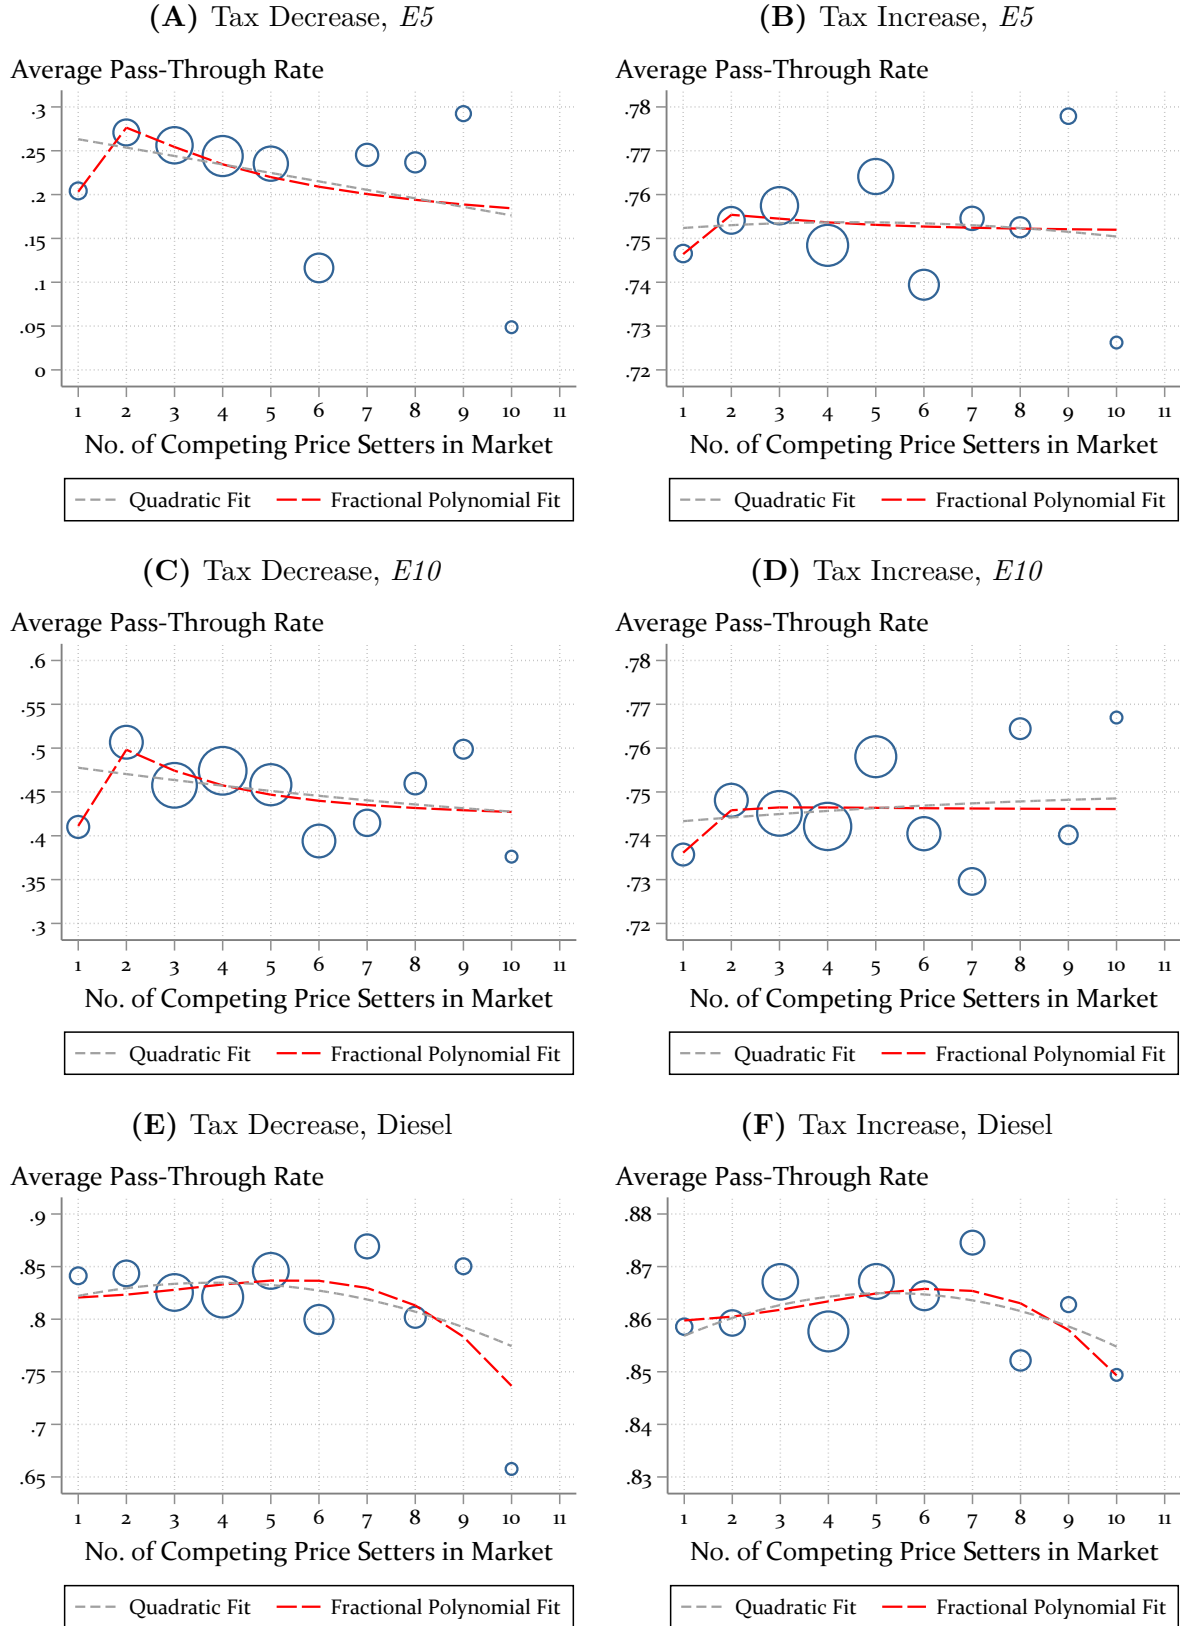 (A) Tax Decrease, E5
Average Pass-Through Rate
.3
.25
.2
.15
.1
.05
0
1 2 3 4 5 6 7 8 9 10 11
No. of Competing Price Setters in Market
Quadratic Fit Fractional Polynomial Fit
(B) Tax Increase, E5
Average Pass-Through Rate
.78
.77
.76
.75
.74
.73
.72
1 2 3 4 5 6 7 8 9 10 11
No. of Competing Price Setters in Market
Quadratic Fit Fractional Polynomial Fit
(C) Tax Decrease, E10
Average Pass-Through Rate
.6
.55
.5
.45
.4
.35
.3
1 2 3 4 5 6 7 8 9 10 11
No. of Competing Price Setters in Market
Quadratic Fit Fractional Polynomial Fit
(D) Tax Increase, E10
Average Pass-Through Rate
.78
.77
.76
.75
.74
.73
.72
1 2 3 4 5 6 7 8 9 10 11
No. of Competing Price Setters in Market
Quadratic Fit Fractional Polynomial Fit
(E) Tax Decrease, Diesel
Average Pass-Through Rate
.9
.85
.8
.75
.7
.65
1 2 3 4 5 6 7 8 9 10 11
No. of Competing Price Setters in Market
Quadratic Fit Fractional Polynomial Fit
(F) Tax Increase, Diesel
Average Pass-Through Rate
.88
.87
.86
.85
.84
.83
1 2 3 4 5 6 7 8 9 10 11
No. of Competing Price Setters in Market
Quadratic Fit Fractional Polynomial Fit